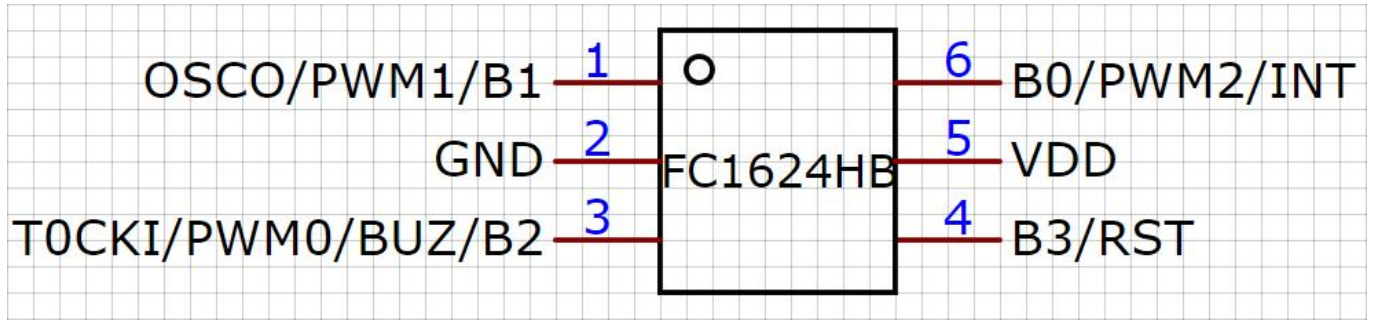 OSCO/PWM1/B1 1 6 B0/PWM2/INT
GND 2 5 VDD
FC1624HB
T0CKI/PWM0/BUZ/B2 3 4 B3/RST